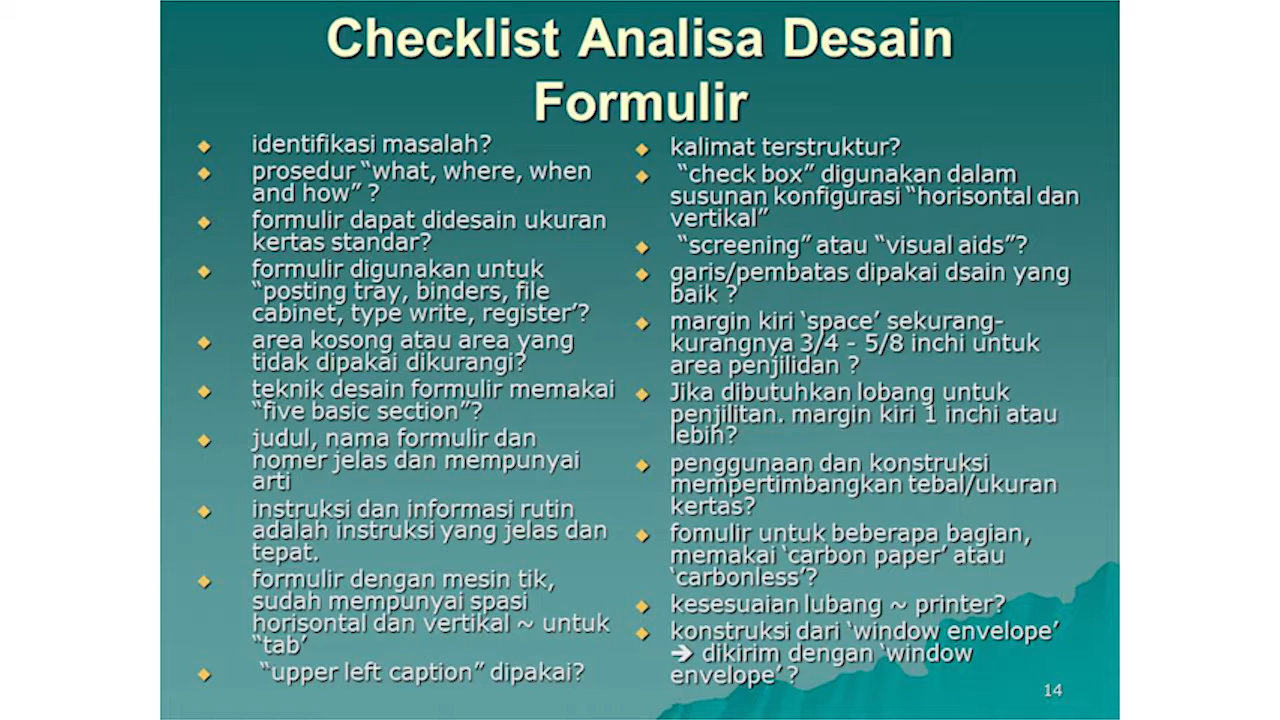 Checklist Analisa Desain
Formulir
identifikasi masalah?
prosedur “what, where, when
and how” ?
formulir dapat didesain ukuran
kertas standar?
formulir digunakan untuk
“posting tray, binders, file
cabinet, type write, register’?
area kosong atau area yang
tidak dipakai dikurangi?
teknik desain formulir memakai
“five basic section”?
judul, nama formulir dan
nomer jelas dan mempunyai
arti
instruksi dan informasi rutin
adalah instruksi yang jelas dan
tepat.
formulir dengan mesin tik,
sudah mempunyai spasi
horisontal dan vertikal ~ untuk
“tab’
“upper left caption” dipakai?
kalimat terstruktur?
“check box” digunakan dalam
susunan konfigurasi “horisontal dan
vertikal”
“screening” atau “visual aids”?
garis/pembatas dipakai dsain yang
baik ?
margin kiri ‘space’ sekurang-
kurangnya 3/4 - 5/8 inchi untuk
area penjilidan ?
Jika dibutuhkan lobang untuk
penjilitan. margin kiri 1 inchi atau
lebih?
penggunaan dan konstruksi
mempertimbangkan tebal/ukuran
kertas?
fomulir untuk beberapa bagian,
memakai ‘carbon paper’ atau
‘carbonless’?
kesesuaian lubang ~ printer?
konstruksi dari ‘window envelope’
➔ dikirim dengan ‘window
envelope’ ?
14